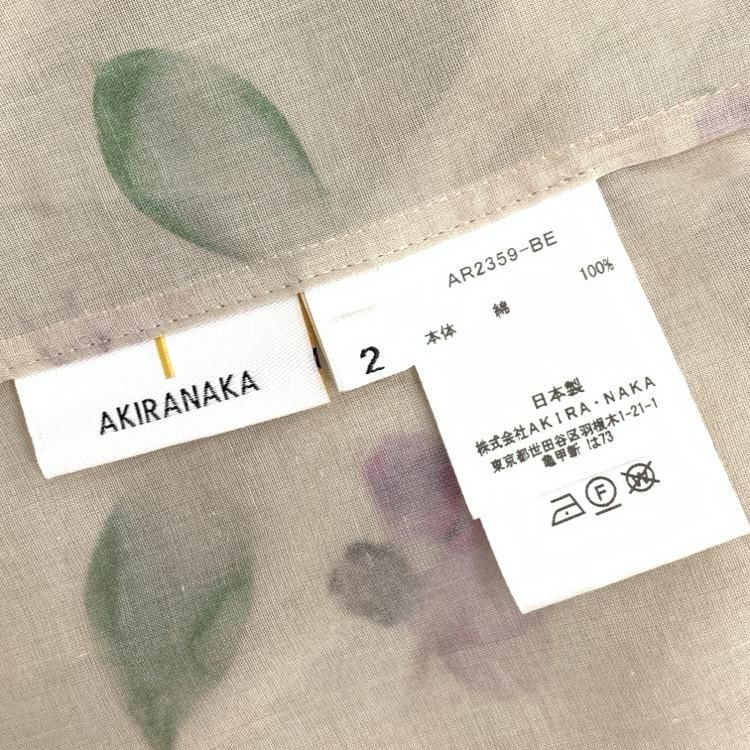 AKIRANAKA
2
AR2359-BE
本体 綿 100%
日本製
株式会社AKIRA・NAKA
東京都世田谷区羽根木1-21-1
亀甲新 は73
F
W